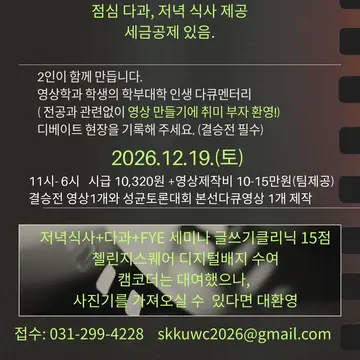 점심 다과, 저녁 식사 제공
세금공제 있음.
2인이 함께 만듭니다.
영상학과 학생의 학부대학 인생 다큐멘터리
( 전공과 관련없이 영상 만들기에 취미 부자 환영!)
디베이트 현장을 기록해 주세요. (결승전 필수)
2026.12.19.(토)
11시- 6시 시급 10,320원 +영상제작비 10-15만원(팀제공)
결승전 영상1개와 성균토론대회 본선다큐영상 1개 제작
저녁식사+다과+FYE 세미나 글쓰기클리닉 15점
첼린지스퀘어 디지털배지 수여
캠코더는 대여했으나,
사진기를 가져오실 수 있다면 대환영
접수: 031-299-4228 skkuwc2026@gmail.com